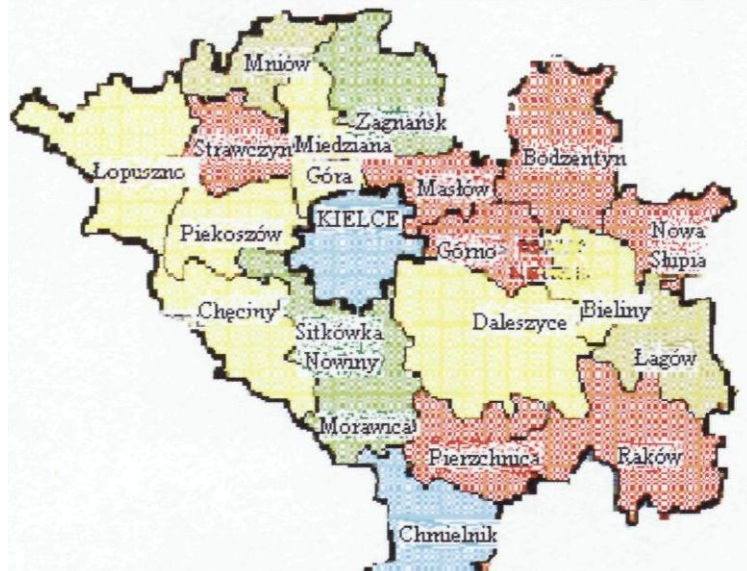 Mniów
Zagnańsk
Strawczyn
Miedziana
Góra
Bodzentyn
Łopuszno
Masłów
KIELCE
Piekoszów
Górno
Nowa
Słupia
Chęciny
Sitkówka
Nowiny
Daleszyce
Bieliny
Łagów
Morawica
Pierzchnica
Raków
Chmielnik